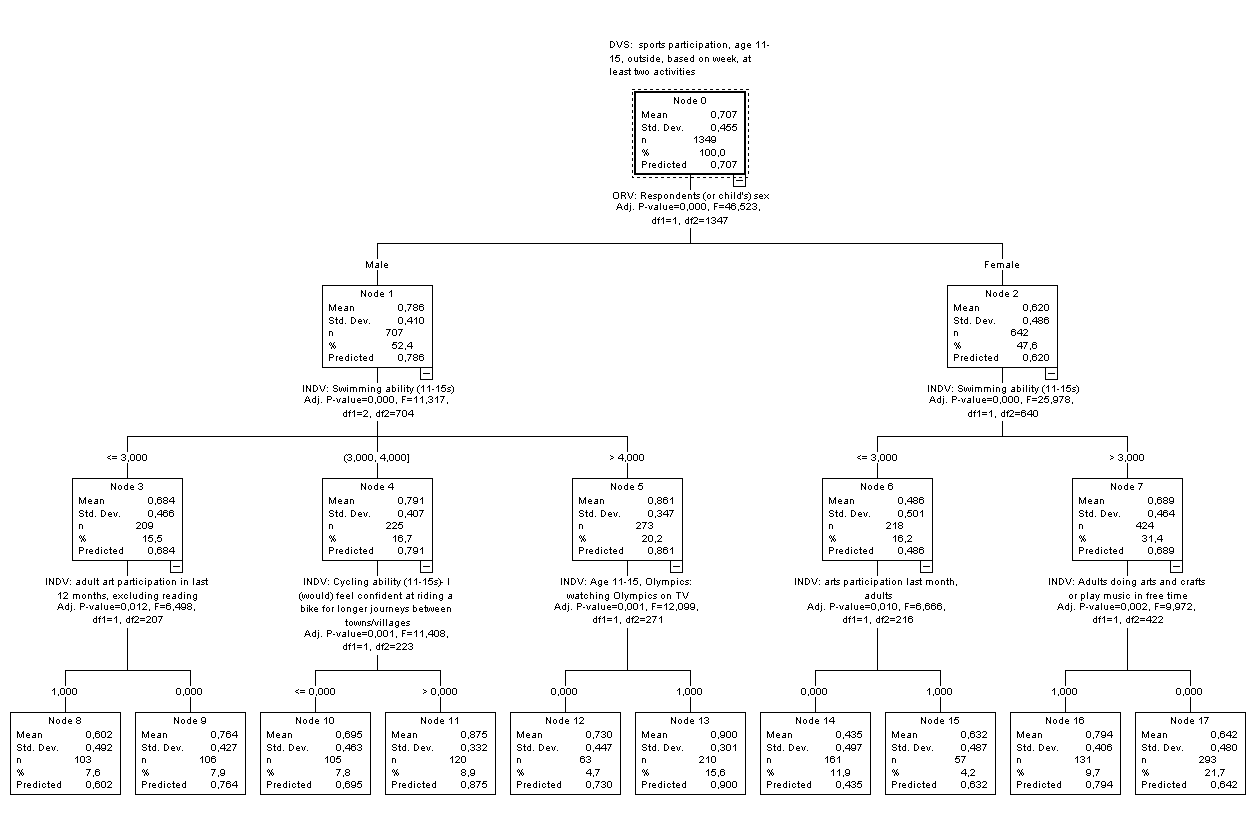 DVS: sports participation, age 11-
15, outside, based on week, at
least two activities
Node 0
Mean 0,707
Std. Dev. 0,455
n 1349
% 100,0
Predicted 0,707
ORV: Respondents (or child's) sex
Adj. P-value=0,000, F=46,523,
df1=1, df2=1347
Male
Female
Node 1
Mean 0,786
Std. Dev. 0,410
n 707
% 52,4
Predicted 0,786
Node 2
Mean 0,620
Std. Dev. 0,486
n 642
% 47,6
Predicted 0,620
INDV: Swimming ability (11-15s)
Adj. P-value=0,000, F=11,317,
df1=2, df2=704
INDV: Swimming ability (11-15s)
Adj. P-value=0,000, F=25,978,
df1=1, df2=640
<= 3,000
(3,000, 4,000]
> 4,000
<= 3,000
> 3,000
Node 3
Mean 0,684
Std. Dev. 0,466
n 209
% 15,5
Predicted 0,684
Node 4
Mean 0,791
Std. Dev. 0,407
n 225
% 16,7
Predicted 0,791
Node 5
Mean 0,861
Std. Dev. 0,347
n 273
% 20,2
Predicted 0,861
Node 6
Mean 0,486
Std. Dev. 0,501
n 218
% 16,2
Predicted 0,486
Node 7
Mean 0,689
Std. Dev. 0,464
n 424
% 31,4
Predicted 0,689
INDV: adult art participation in last
12 months, excluding reading
Adj. P-value=0,012, F=6,498,
df1=1, df2=207
INDV: Cycling ability (11-15s)- I
(would) feel confident at riding a
bike for longer journeys between
towns/villages
Adj. P-value=0,001, F=11,408,
df1=1, df2=223
INDV: Age 11-15, Olympics:
watching Olympics on TV
Adj. P-value=0,001, F=12,099,
df1=1, df2=271
INDV: arts participation last month,
adults
Adj. P-value=0,010, F=6,666,
df1=1, df2=216
INDV: Adults doing arts and crafts
or play music in free time
Adj. P-value=0,002, F=9,972,
df1=1, df2=422
1,000
0,000
<= 0,000
> 0,000
0,000
1,000
0,000
1,000
1,000
0,000
Node 8
Mean 0,602
Std. Dev. 0,492
n 103
% 7,6
Predicted 0,602
Node 9
Mean 0,764
Std. Dev. 0,427
n 106
% 7,9
Predicted 0,764
Node 10
Mean 0,695
Std. Dev. 0,463
n 105
% 7,8
Predicted 0,695
Node 11
Mean 0,875
Std. Dev. 0,332
n 120
% 8,9
Predicted 0,875
Node 12
Mean 0,730
Std. Dev. 0,447
n 63
% 4,7
Predicted 0,730
Node 13
Mean 0,900
Std. Dev. 0,301
n 210
% 15,6
Predicted 0,900
Node 14
Mean 0,435
Std. Dev. 0,497
n 161
% 11,9
Predicted 0,435
Node 15
Mean 0,632
Std. Dev. 0,487
n 57
% 4,2
Predicted 0,632
Node 16
Mean 0,794
Std. Dev. 0,406
n 131
% 9,7
Predicted 0,794
Node 17
Mean 0,642
Std. Dev. 0,480
n 293
% 21,7
Predicted 0,642